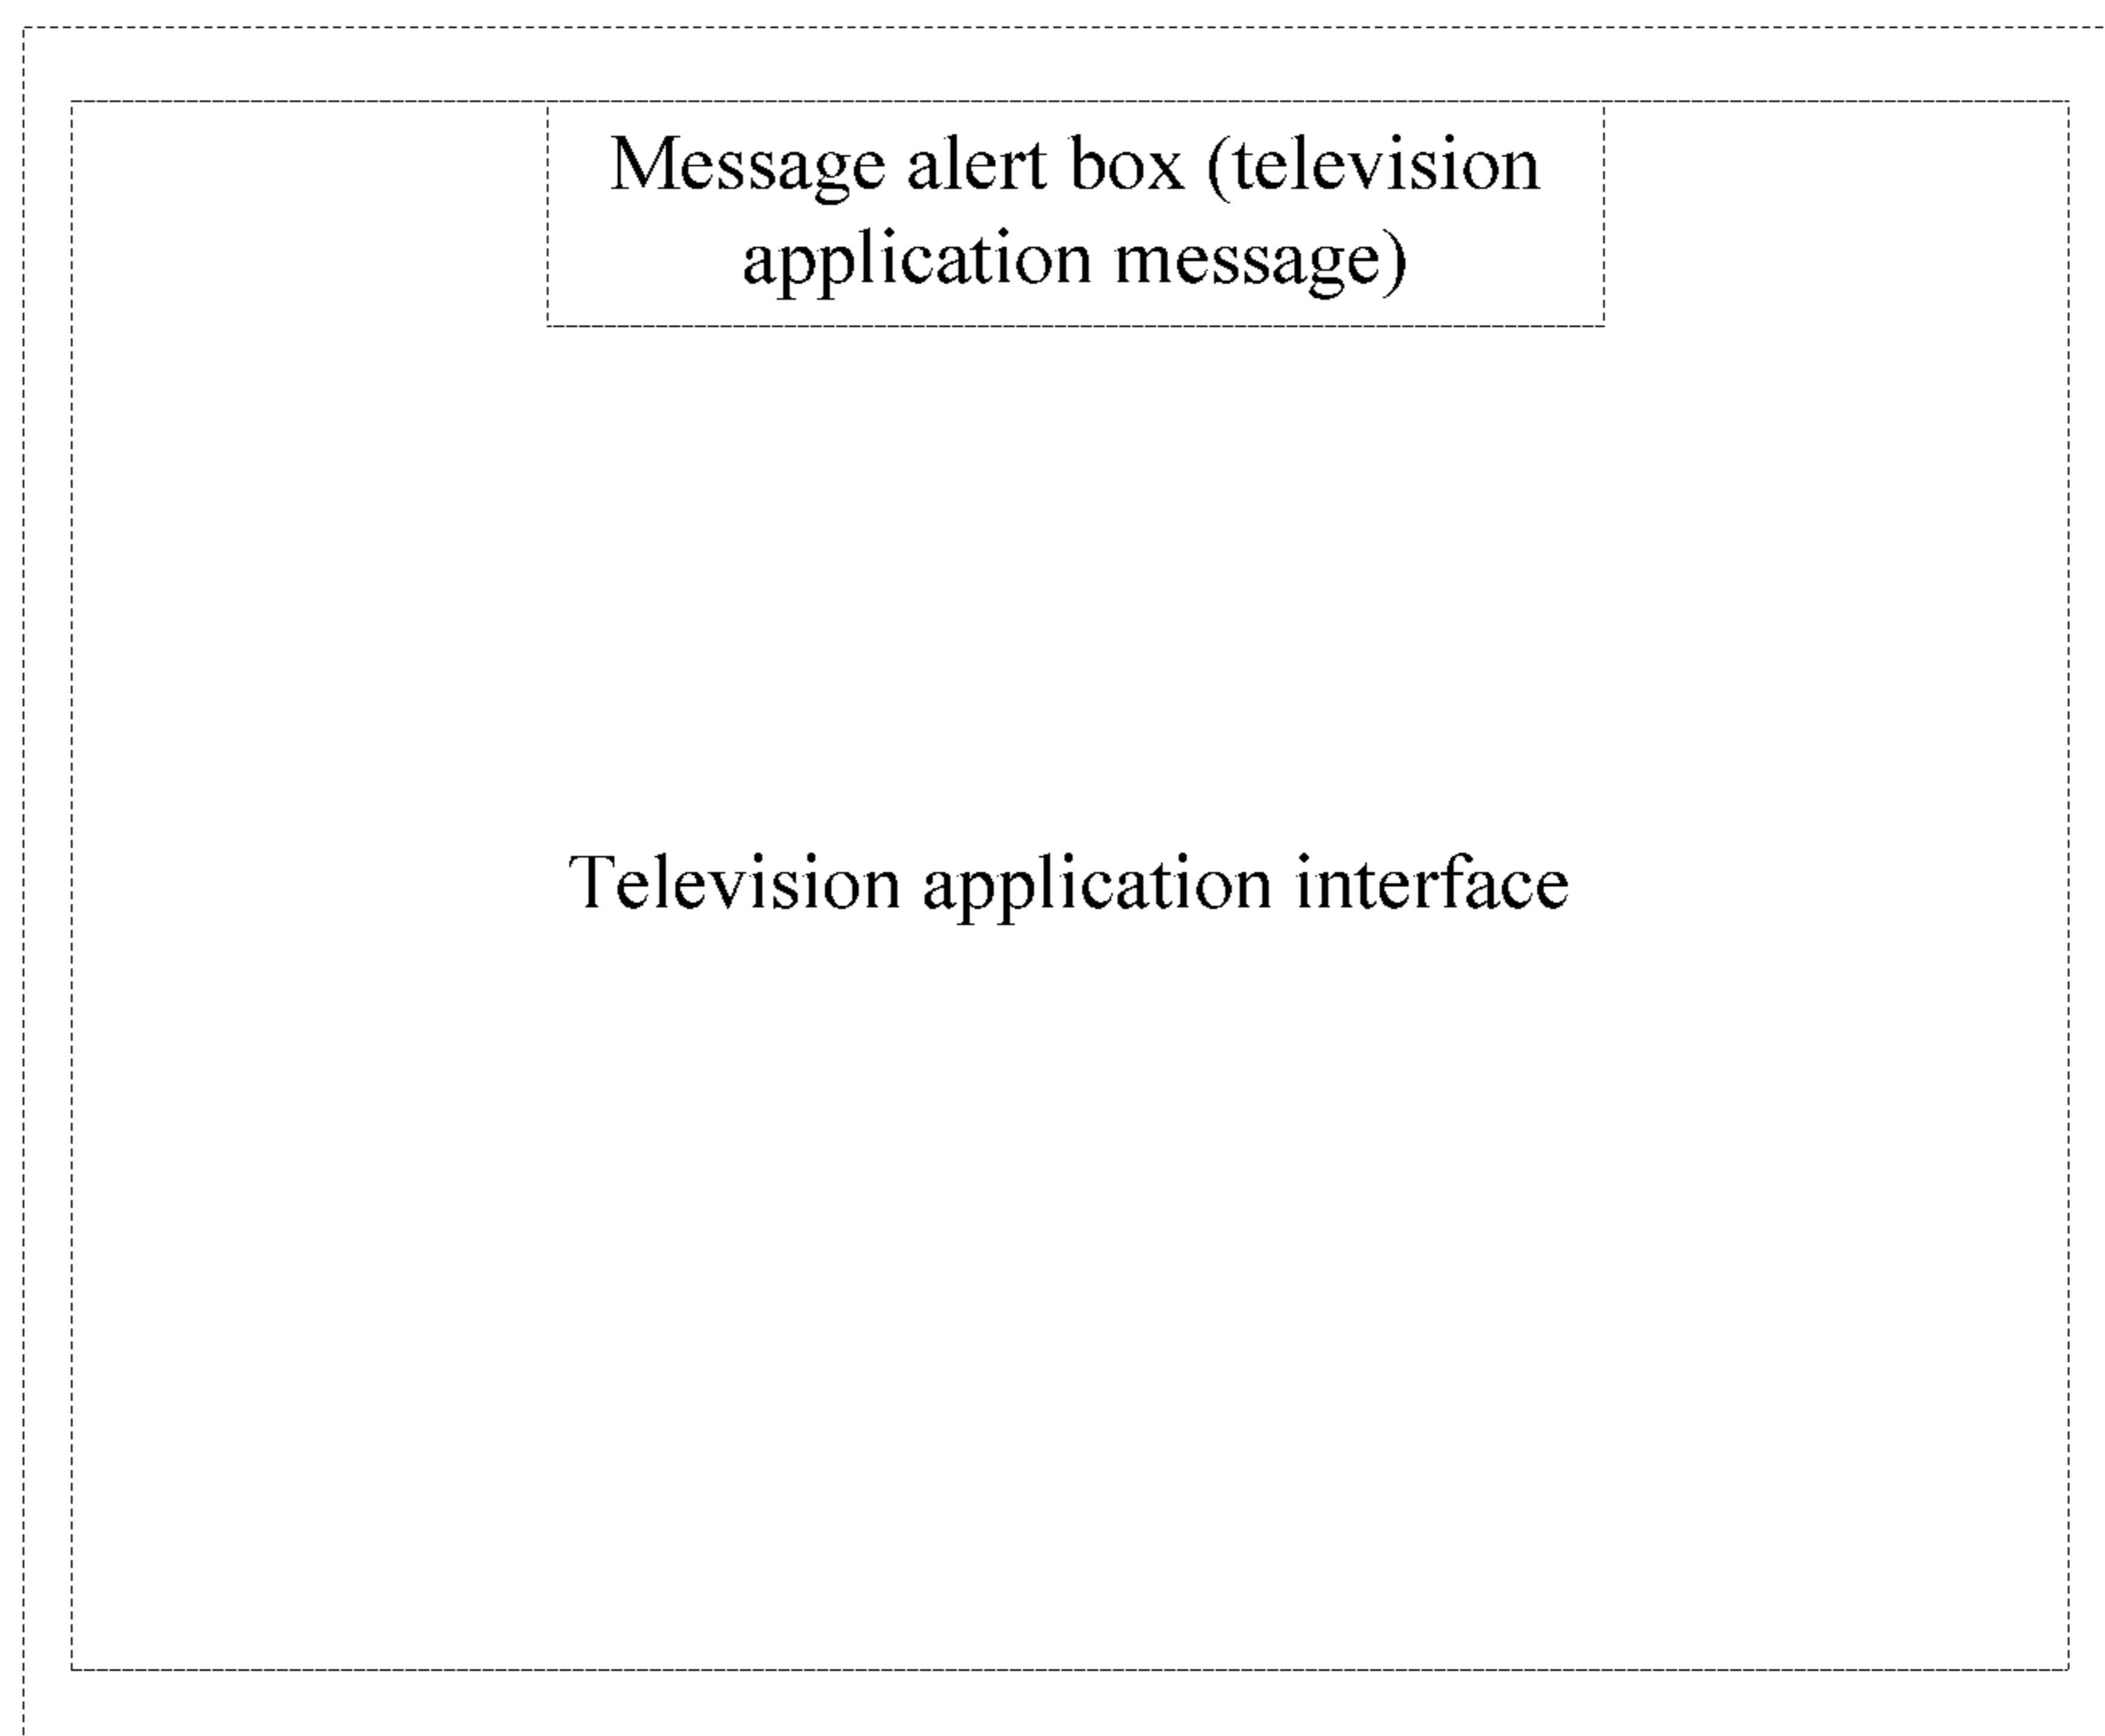 Message alert box (television
application message)
Television application interface